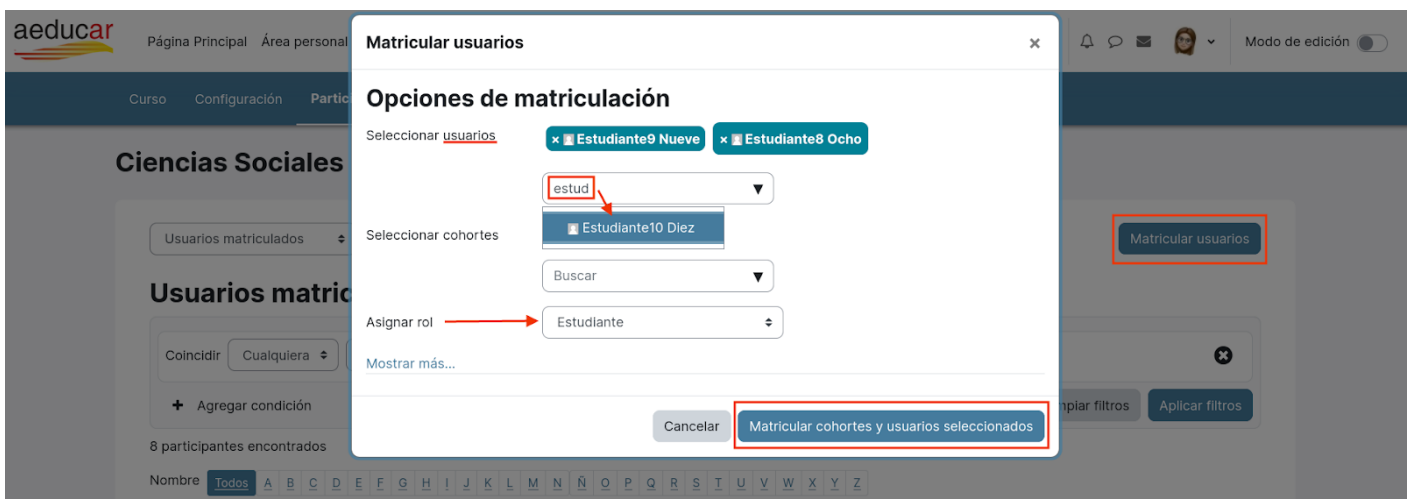 aeducar
Página Principal Área personal
Modo de edición
Curso Configuración Partic
Ciencias Sociales
Usuarios matriculados
Matricular usuarios
Usuarios matric
Coincidir Cualquiera
Agregar condición
npiar filtros Aplicar filtros
8 participantes encontrados
Nombre Todos A B C D E F G H I J K L M N Ñ O P Q R S T U V W X Y Z
Matricular usuarios ×
Opciones de matriculación
Seleccionar usuarios × Estudiante9 Nueve × Estudiante8 Ocho
estud
Estudiante10 Diez
Seleccionar cohortes
Buscar
Asignar rol Estudiante
Mostrar más...
Cancelar Matricular cohortes y usuarios seleccionados